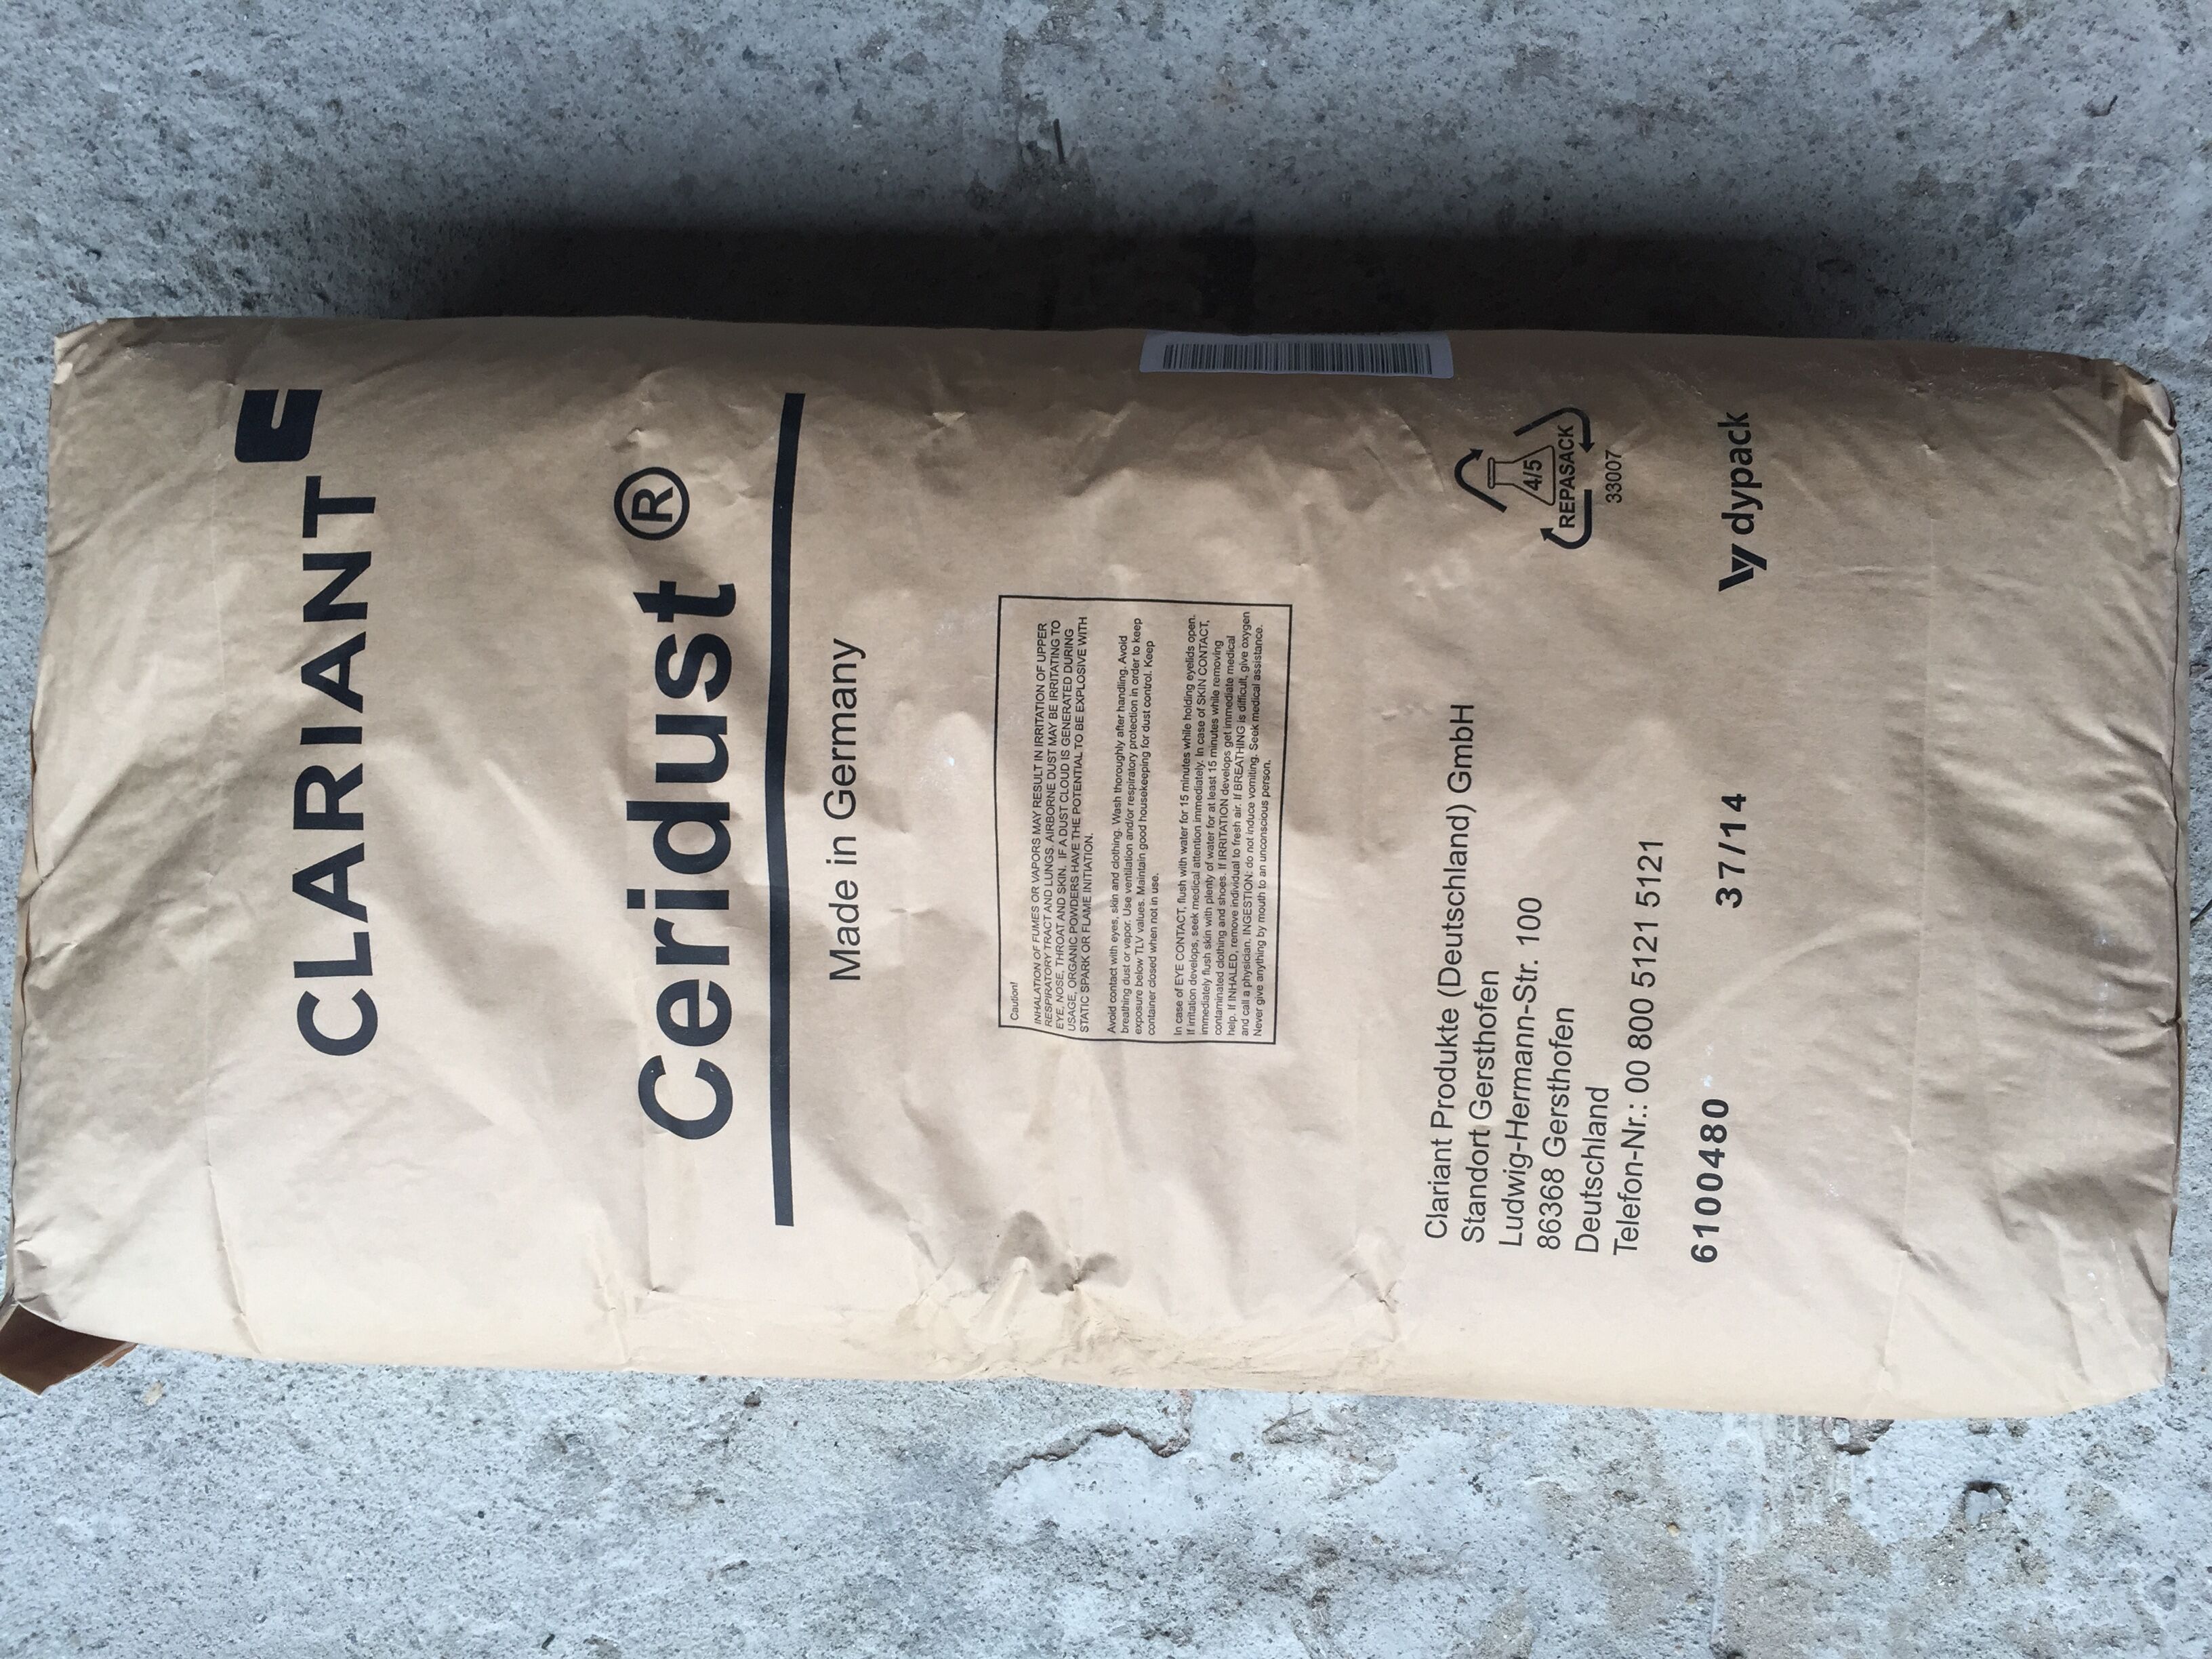 CLARIANT
Ceridust ®
Made in Germany
Caution!
INHALATION OF FUMES OR VAPORS MAY RESULT IN IRRITATION OF UPPER
RESPIRATORY TRACT AND LUNGS. AIRBORNE DUST MAY BE IRRITATING TO
EYE, NOSE, THROAT AND SKIN. IF A DUST CLOUD IS GENERATED DURING
USAGE, ORGANIC POWDERS HAVE THE POTENTIAL TO BE EXPLOSIVE WITH
STATIC SPARK OR FLAME INITIATION.
Avoid contact with eyes, skin and clothing. Wash thoroughly after handling. Avoid
breathing dust or vapor. Use ventilation and/or respiratory protection in order to keep
exposure below TLV values. Maintain good housekeeping for dust control. Keep
container closed when not in use.
In case of EYE CONTACT, flush with water for 15 minutes while holding eyelids open.
If irritation develops, seek medical attention immediately. In case of SKIN CONTACT,
immediately flush skin with plenty of water for at least 15 minutes while removing
contaminated clothing and shoes. If IRRITATION develops get immediate medical
help. If INHALED, remove individual to fresh air. If BREATHING is difficult, give oxygen
and call a physician. INGESTION: do not induce vomiting. Seek medical assistance.
Never give anything by mouth to an unconscious person.
Clariant Produkte (Deutschland) GmbH
Standort Gersthofen
Ludwig-Hermann-Str. 100
86368 Gersthofen
Deutschland
Telefon-Nr.: 00 800 5121 5121
4/5
REPASACK
33007
6100480
37/14
dypack